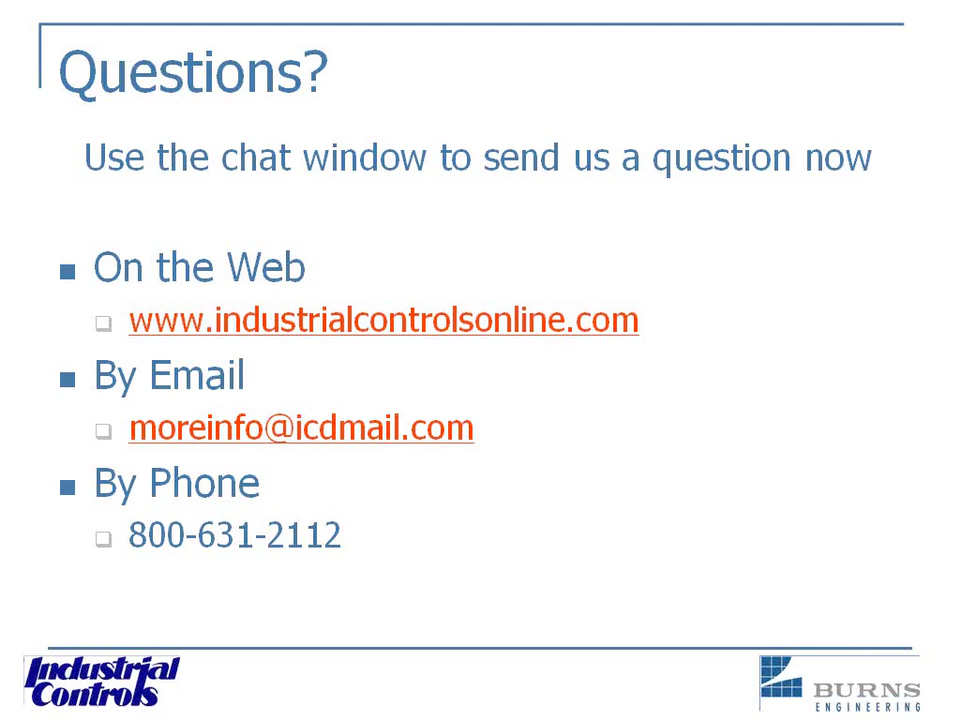 Questions?
Use the chat window to send us a question now
On the Web
www.industrialcontrolsonline.com
By Email
moreinfo@icdmail.com
By Phone
800-631-2112
Industrial
Controls
BURNS
ENGINEERING